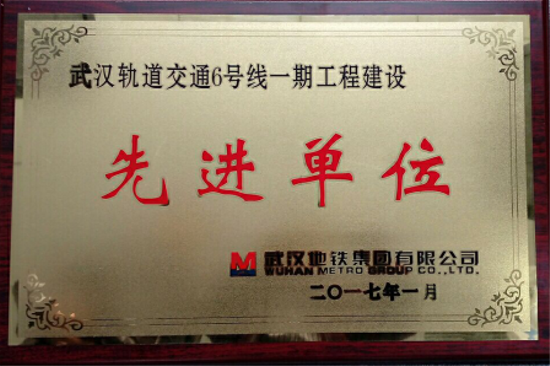 武汉轨道交通6号线一期工程建设
先进单位
武汉地铁集团有限公司
WUHAN METRO GROUP CO.,LTD.
二〇一七年一月